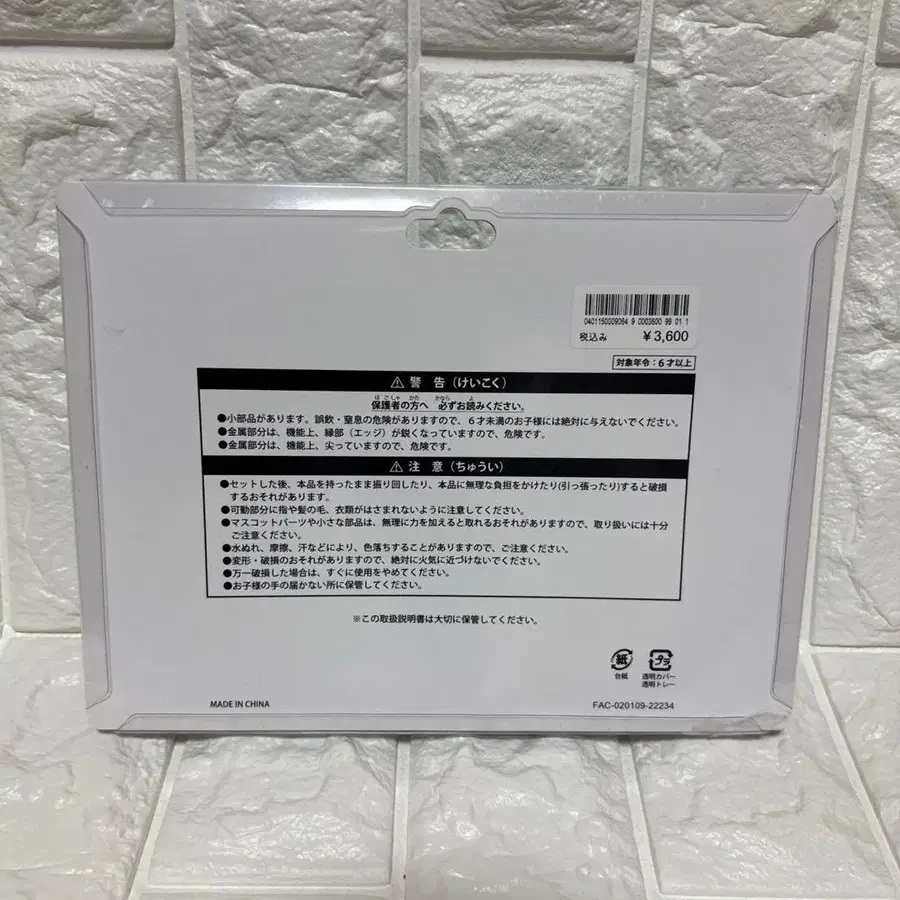 0401150009064 9 0003600 99 01 1
税込み ￥3,600
対象年令：6才以上
⚠ 警 告（けいこく）
ほごしゃ かた かなら よ
保護者の方へ 必ずお読みください。
●小部品があります。誤飲・窒息の危険がありますので、６才未満のお子様には絶対に与えないでください。
●金属部分は、機能上、縁部（エッジ）が鋭くなっていますので、危険です。
●金属部分は、機能上、尖っていますので、危険です。
⚠ 注 意（ちゅうい）
●セットした後、本品を持ったまま振り回したり、本品に無理な負担をかけたり(引っ張ったり)すると破損
するおそれがあります。
●可動部分に指や髪の毛、衣類がはさまれないように注意してください。
●マスコットパーツや小さな部品は、無理に力を加えると取れるおそれがありますので、取り扱いには十分
ご注意ください。
●水ぬれ、摩擦、汗などにより、色落ちすることがありますので、ご注意ください。
●変形・破損のおそれがありますので、絶対に火気に近づけないでください。
●万一破損した場合は、すぐに使用をやめてください。
●お子様の手の届かない所に保管してください。
※この取扱説明書は大切に保管してください。
紙 プラ
台紙 透明カバー
透明トレー
MADE IN CHINA
FAC-020109-22234